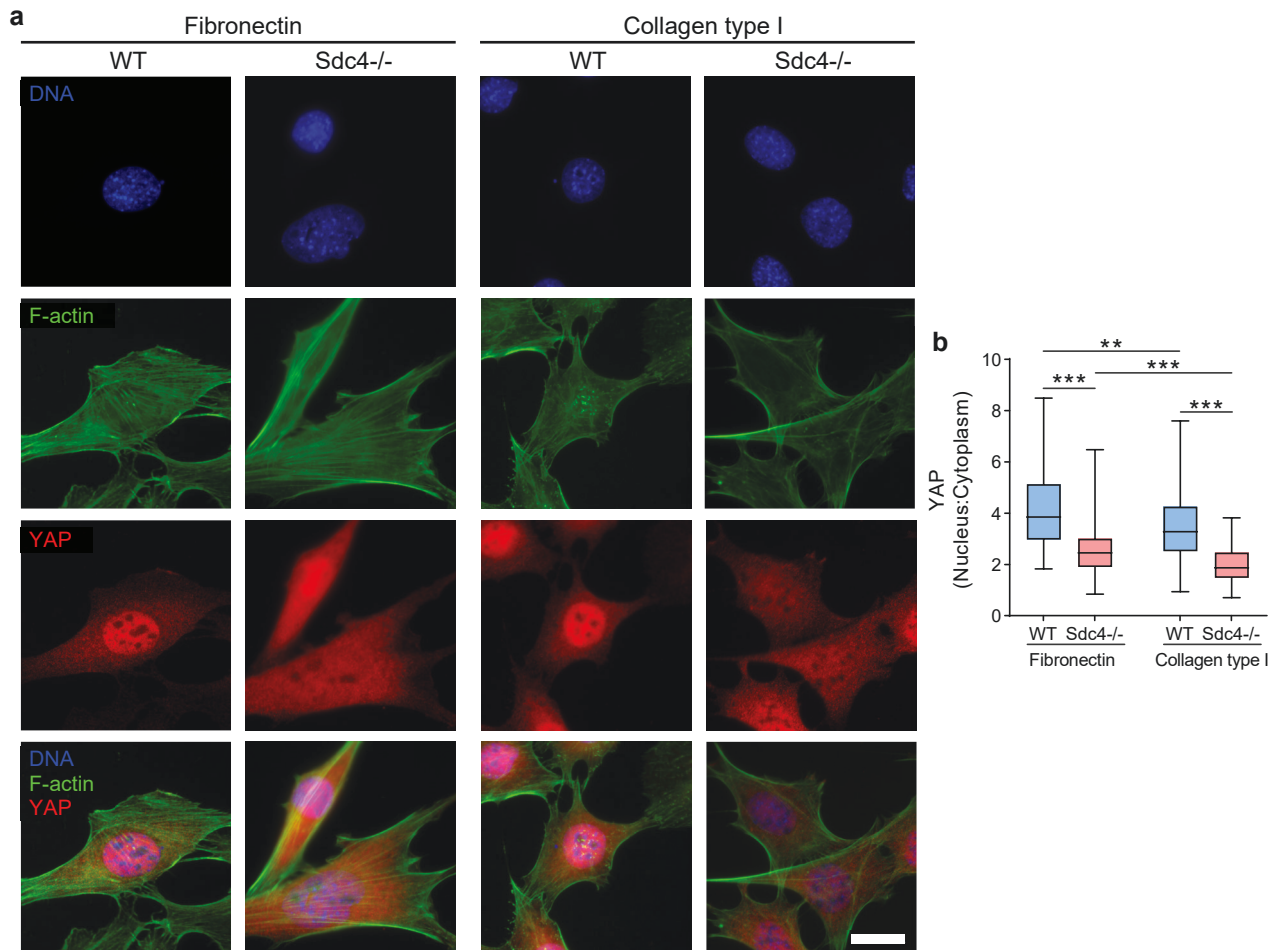 a
Fibronectin
Collagen type I
WT
Sdc4-/-
WT
Sdc4-/-
DNA
F-actin
YAP
DNA
F-actin
YAP
b
YAP
(Nucleus:Cytoplasm)
10
8
6
4
2
0
**
***
***
***
WT Sdc4-/-
WT Sdc4-/-
Fibronectin
Collagen type I